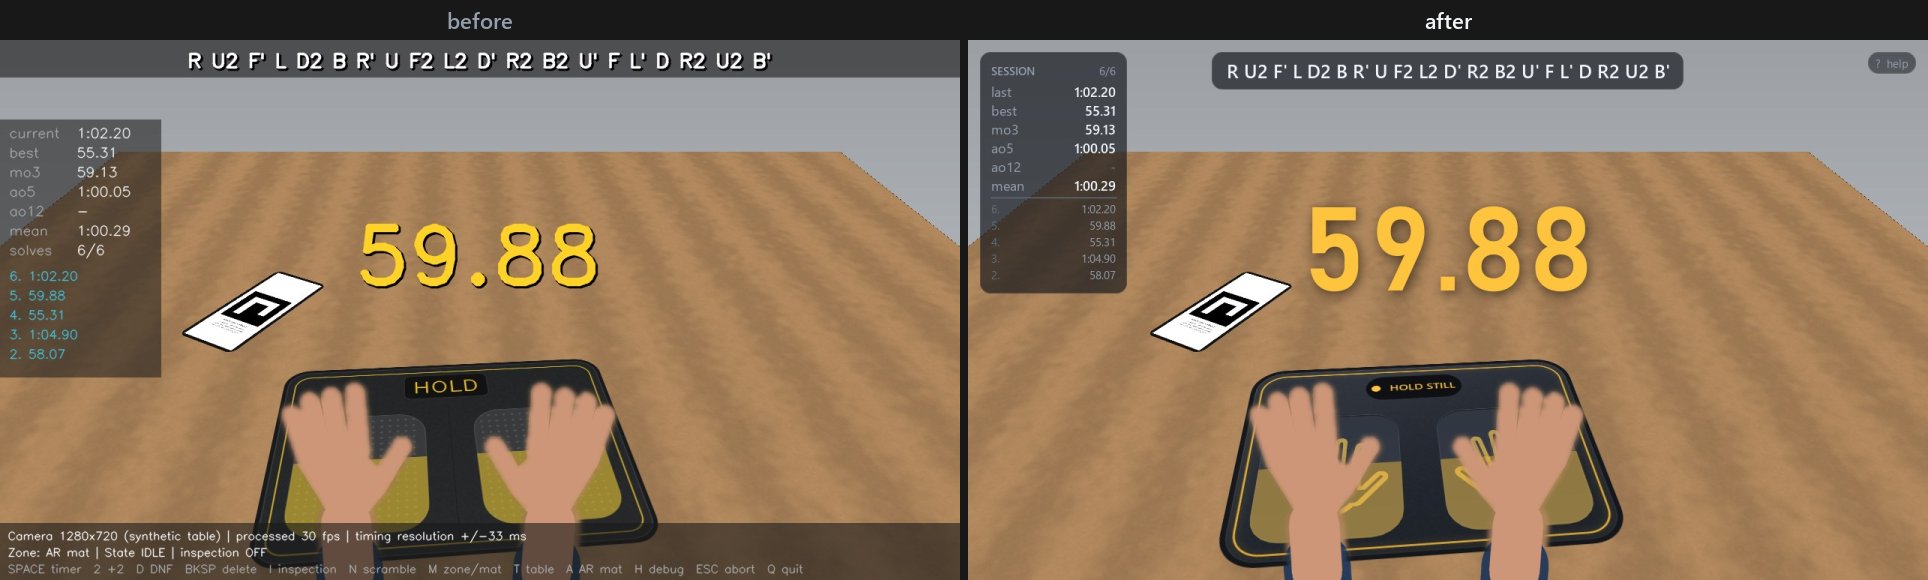 before
R U2 F' L D2 B R' U F2 L2 D' R2 B2 U' F L' D R2 U2 B'
current 1:02.20
best 55.31
mo3 59.13
ao5 1:00.05
ao12 –
mean 1:00.29
solves 6/6
6. 1:02.20
5. 59.88
4. 55.31
3. 1:04.90
2. 58.07
59.88
HOLD
Camera 1280x720 (synthetic table) | processed 30 fps | timing resolution +/-33 ms
Zone: AR mat | State IDLE | inspection OFF
SPACE timer 2 +2 D DNF BKSP delete I inspection N scramble M zone/mat T table A AR mat H debug ESC abort Q quit
after
SESSION 6/6
last 1:02.20
best 55.31
mo3 59.13
ao5 1:00.05
ao12 –
mean 1:00.29
6. 1:02.20
5. 59.88
4. 55.31
3. 1:04.90
2. 58.07
R U2 F' L D2 B R' U F2 L2 D' R2 B2 U' F L' D R2 U2 B'
? help
59.88
HOLD STILL